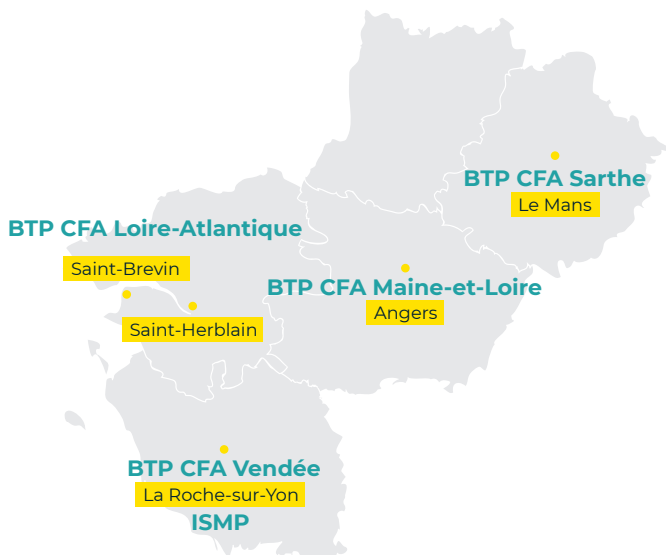 BTP CFA Sarthe
Le Mans
BTP CFA Loire-Atlantique
Saint-Brevin
Saint-Herblain
BTP CFA Maine-et-Loire
Angers
BTP CFA Vendée
La Roche-sur-Yon
ISMP